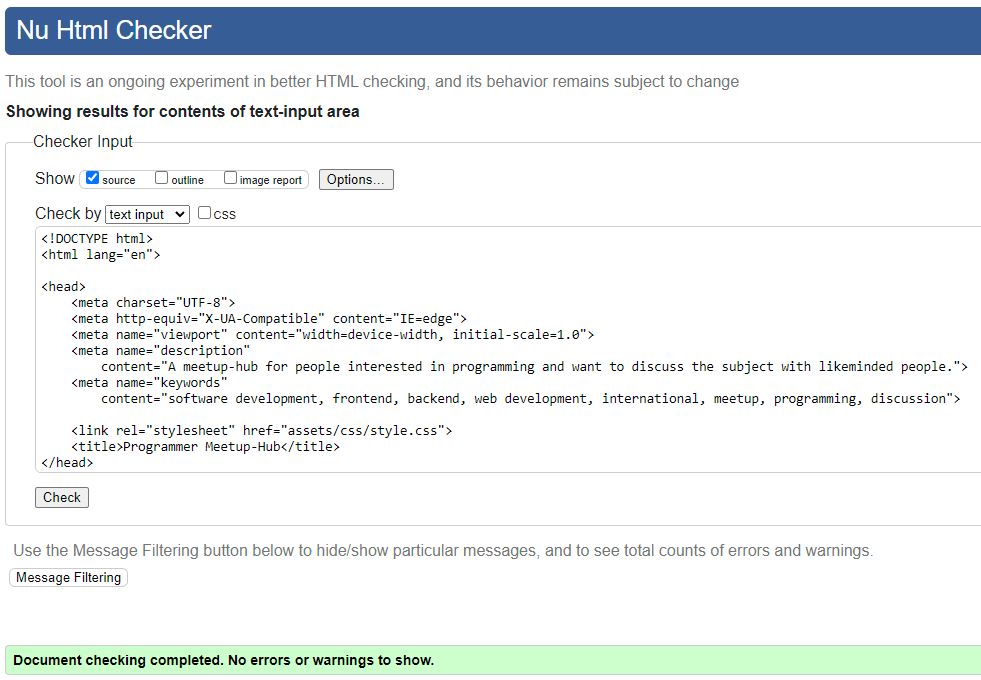 Nu Html Checker
This tool is an ongoing experiment in better HTML checking, and its behavior remains subject to change
Showing results for contents of text-input area
Checker Input
Show source outline image report Options...
Check by text input css
<!DOCTYPE html>
<html lang="en">
<head>
    <meta charset="UTF-8">
    <meta http-equiv="X-UA-Compatible" content="IE=edge">
    <meta name="viewport" content="width=device-width, initial-scale=1.0">
    <meta name="description"
        content="A meetup-hub for people interested in programming and want to discuss the subject with likeminded people.">
    <meta name="keywords"
        content="software development, frontend, backend, web development, international, meetup, programming, discussion">
    <link rel="stylesheet" href="assets/css/style.css">
    <title>Programmer Meetup-Hub</title>
</head>
Check
Use the Message Filtering button below to hide/show particular messages, and to see total counts of errors and warnings.
Message Filtering
Document checking completed. No errors or warnings to show.